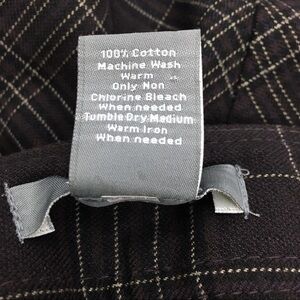 100% Cotton
Machine Wash
Warm
Only Non
Chlorine Bleach
When needed
Tumble Dry Medium
Warm Iron
When needed